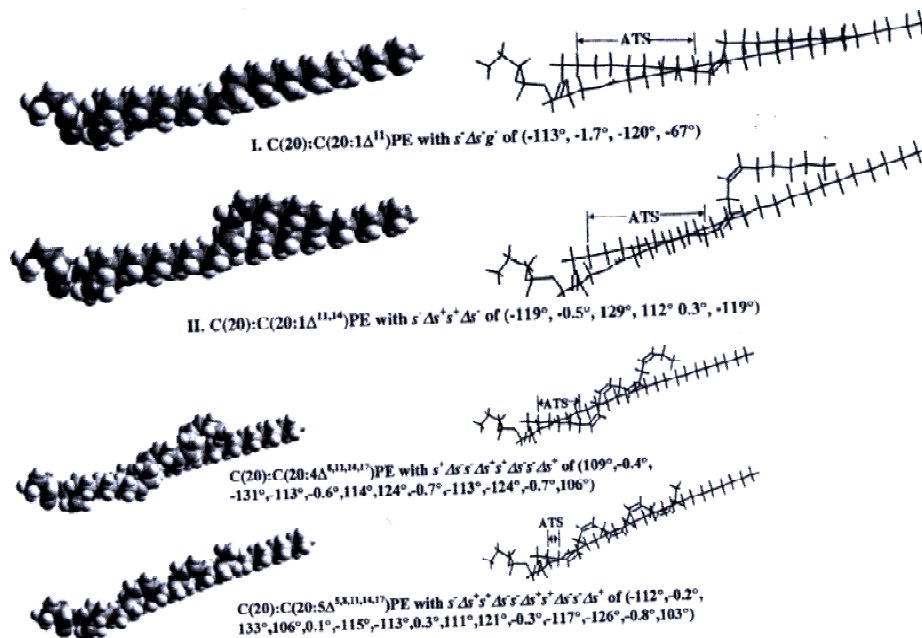 ATS
I. C(20):C(20:1Δ¹¹)PE with s⁻Δs⁻g⁻ of (-113°, -1.7°, -120°, -67°)
ATS
II. C(20):C(20:1Δ¹¹,¹⁴)PE with s⁻Δs⁺s⁺Δs⁻ of (-119°, -0.5°, 129°, 112° 0.3°, -119°)
ATS
C(20):C(20:4Δ⁸,¹¹,¹⁴,¹⁷)PE with s⁺Δs⁻s⁻Δs⁺s⁺Δs⁻s⁻Δs⁺ of (109°,-0.4°,
-131°,-113°,-0.6°,114°,124°,-0.7°,-113°,-124°,-0.7°,106°)
ATS
C(20):C(20:5Δ⁵,⁸,¹¹,¹⁴,¹⁷)PE with s⁻Δs⁺s⁺Δs⁻s⁻Δs⁺s⁺Δs⁻s⁻Δs⁺ of (-112°,-0.2°,
133°,106°,0.1°,-115°,-113°,0.3°,111°,121°,-0.3°,-117°,-126°,-0.8°,103°)